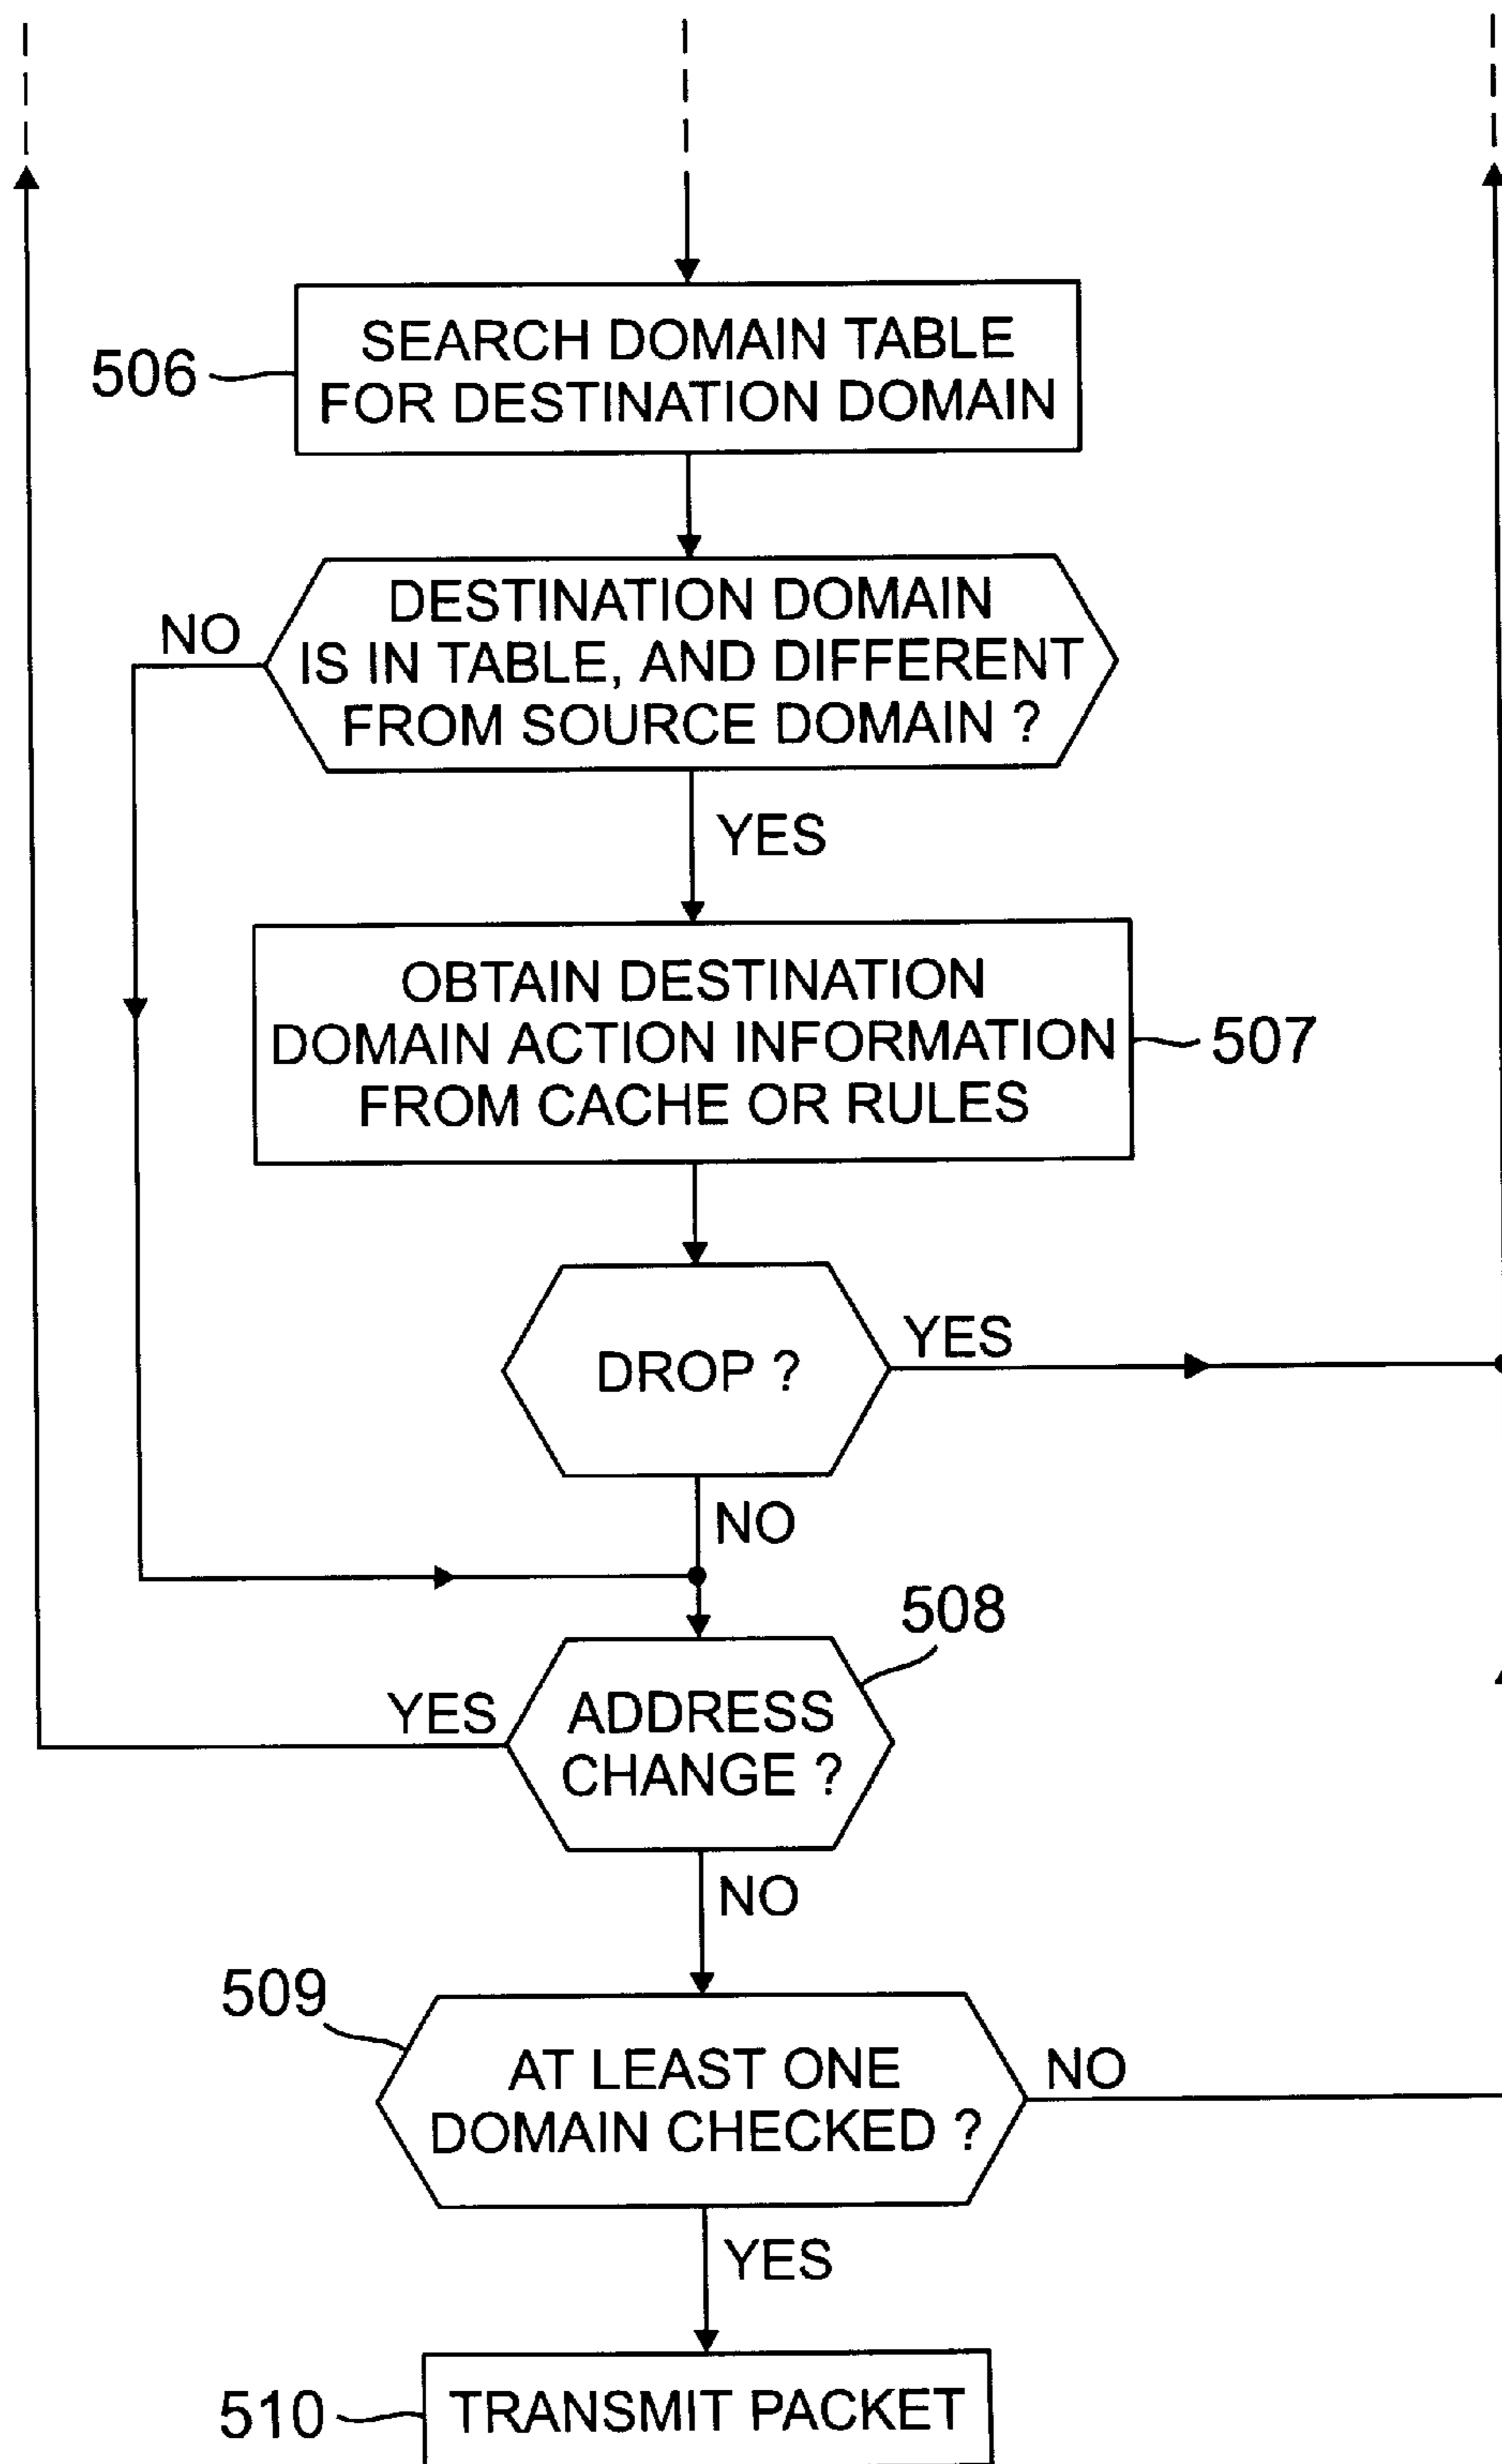 506
SEARCH DOMAIN TABLE
FOR DESTINATION DOMAIN
NO
DESTINATION DOMAIN
IS IN TABLE, AND DIFFERENT
FROM SOURCE DOMAIN ?
YES
OBTAIN DESTINATION
DOMAIN ACTION INFORMATION
FROM CACHE OR RULES
507
DROP ?
YES
NO
508
YES
ADDRESS
CHANGE ?
NO
509
AT LEAST ONE
DOMAIN CHECKED ?
NO
YES
510
TRANSMIT PACKET